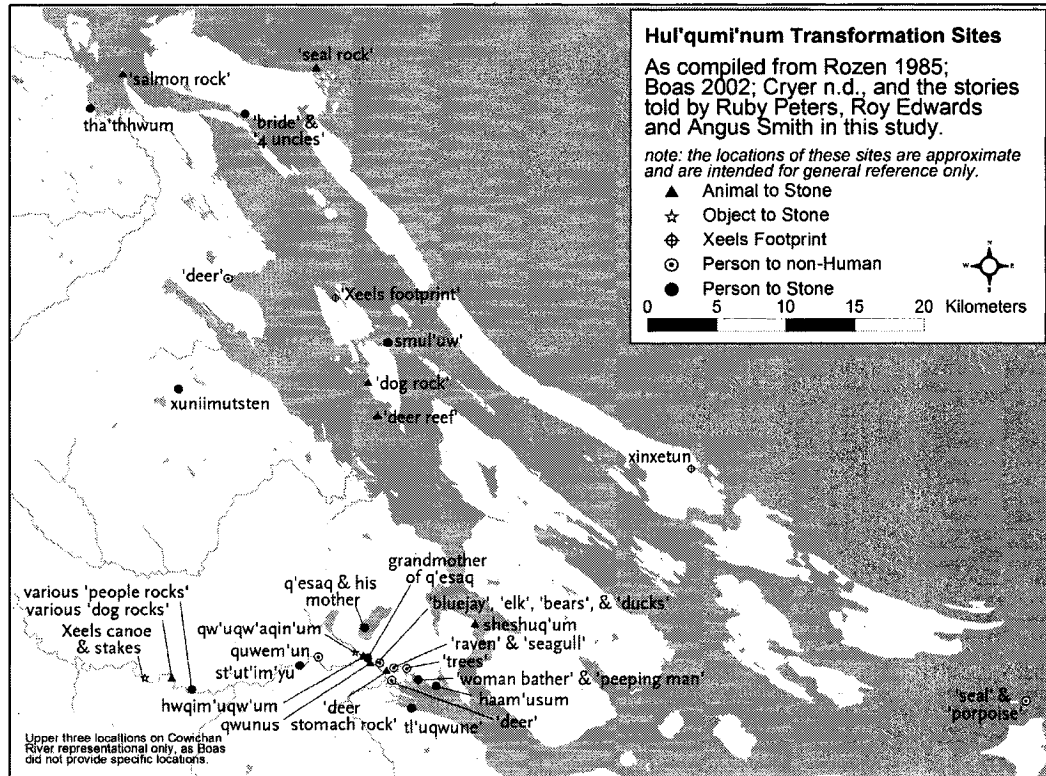 Hul'qumi'num Transformation Sites
As compiled from Rozen 1985;
Boas 2002; Cryer n.d., and the stories
told by Ruby Peters, Roy Edwards
and Angus Smith in this study.
note: the locations of these sites are approximate
and are intended for general reference only.
Animal to Stone
Object to Stone
Xeels Footprint
Person to non-Human
Person to Stone
N
W
E
S
0 5 10 15 20 Kilometers
'seal rock'
'salmon rock'
tha'thhwum
'bride' &
'4 uncles'
'deer'
'Xeels footprint'
smul'uw'
'dog rock'
xuniimutsten
'deer reef'
xinxetun
grandmother
of q'esaq
q'esaq & his
mother
various 'people rocks'
various 'dog rocks'
Xeels canoe
& stakes
'bluejay', 'elk', 'bears', & 'ducks'
sheshuq'um
qw'uqw'aqin'um
'raven' & 'seagull'
quwem'un
'trees'
st'ut'im'yu'
'woman bather' & 'peeping man'
hwqim'uqw'um
haam'usum
qwunus
'deer
stomach rock'
'deer'
tl'uqwune'
'seal' &
'porpoise'
Upper three locatlions on Cowichan
River representational only, as Boas
did not provide specific locations.